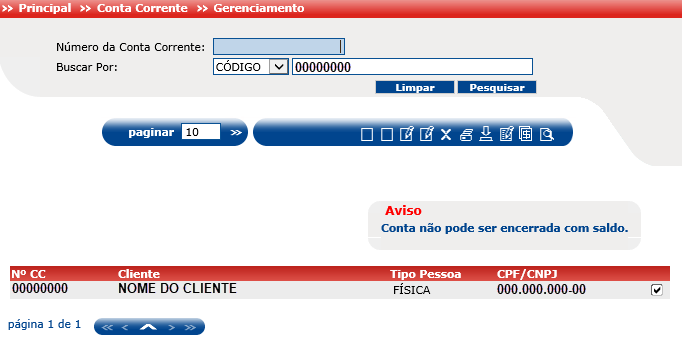 >> Principal >> Conta Corrente >> Gerenciamento
Número da Conta Corrente:
Buscar Por: CÓDIGO 00000000
Limpar Pesquisar
paginar 10 >>
Aviso
Conta não pode ser encerrada com saldo.
Nº CC Cliente Tipo Pessoa CPF/CNPJ
00000000 NOME DO CLIENTE FÍSICA 000.000.000-00
página 1 de 1 << < > >>